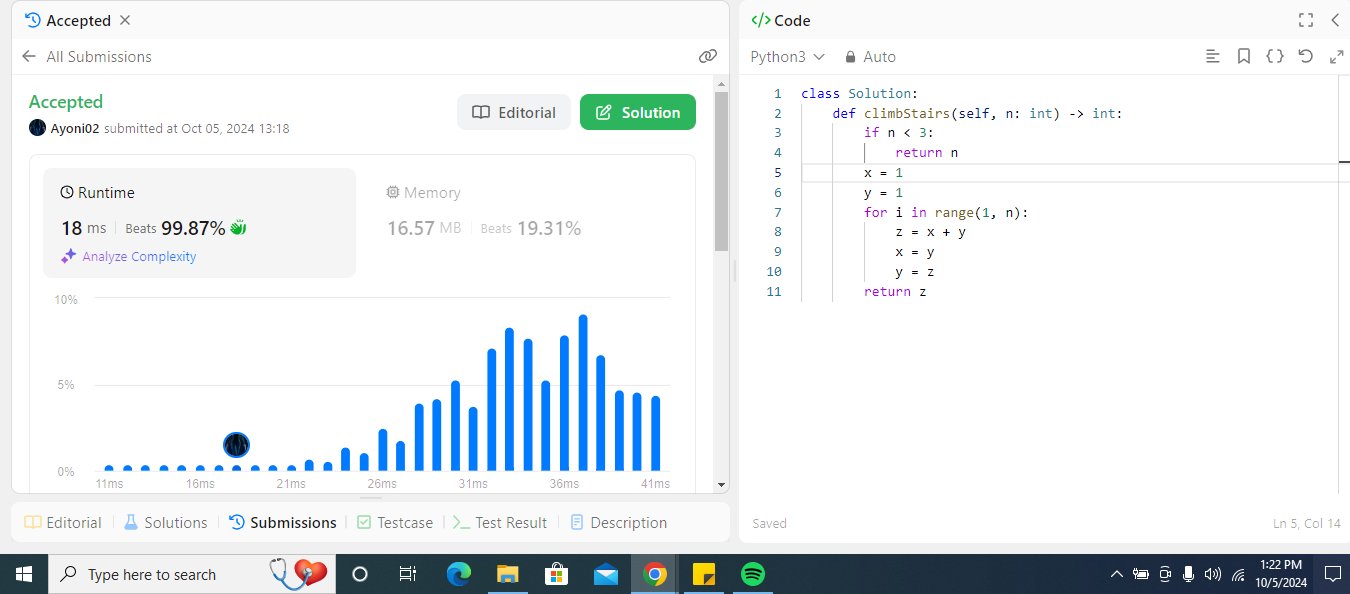 Accepted
All Submissions
Accepted
Ayoni02 submitted at Oct 05, 2024 13:18
Editorial
Solution
Runtime
18 ms Beats 99.87%
Analyze Complexity
Memory
16.57 MB Beats 19.31%
10%
5%
0%
11ms 16ms 21ms 26ms 31ms 36ms 41ms
Editorial Solutions Submissions Testcase >_ Test Result Description
</> Code
Python3 Auto
1 class Solution:
2 def climbStairs(self, n: int) -> int:
3 if n < 3:
4 return n
5 x = 1
6 y = 1
7 for i in range(1, n):
8 z = x + y
9 x = y
10 y = z
11 return z
Saved Ln 5, Col 14
Type here to search
1:22 PM
10/5/2024